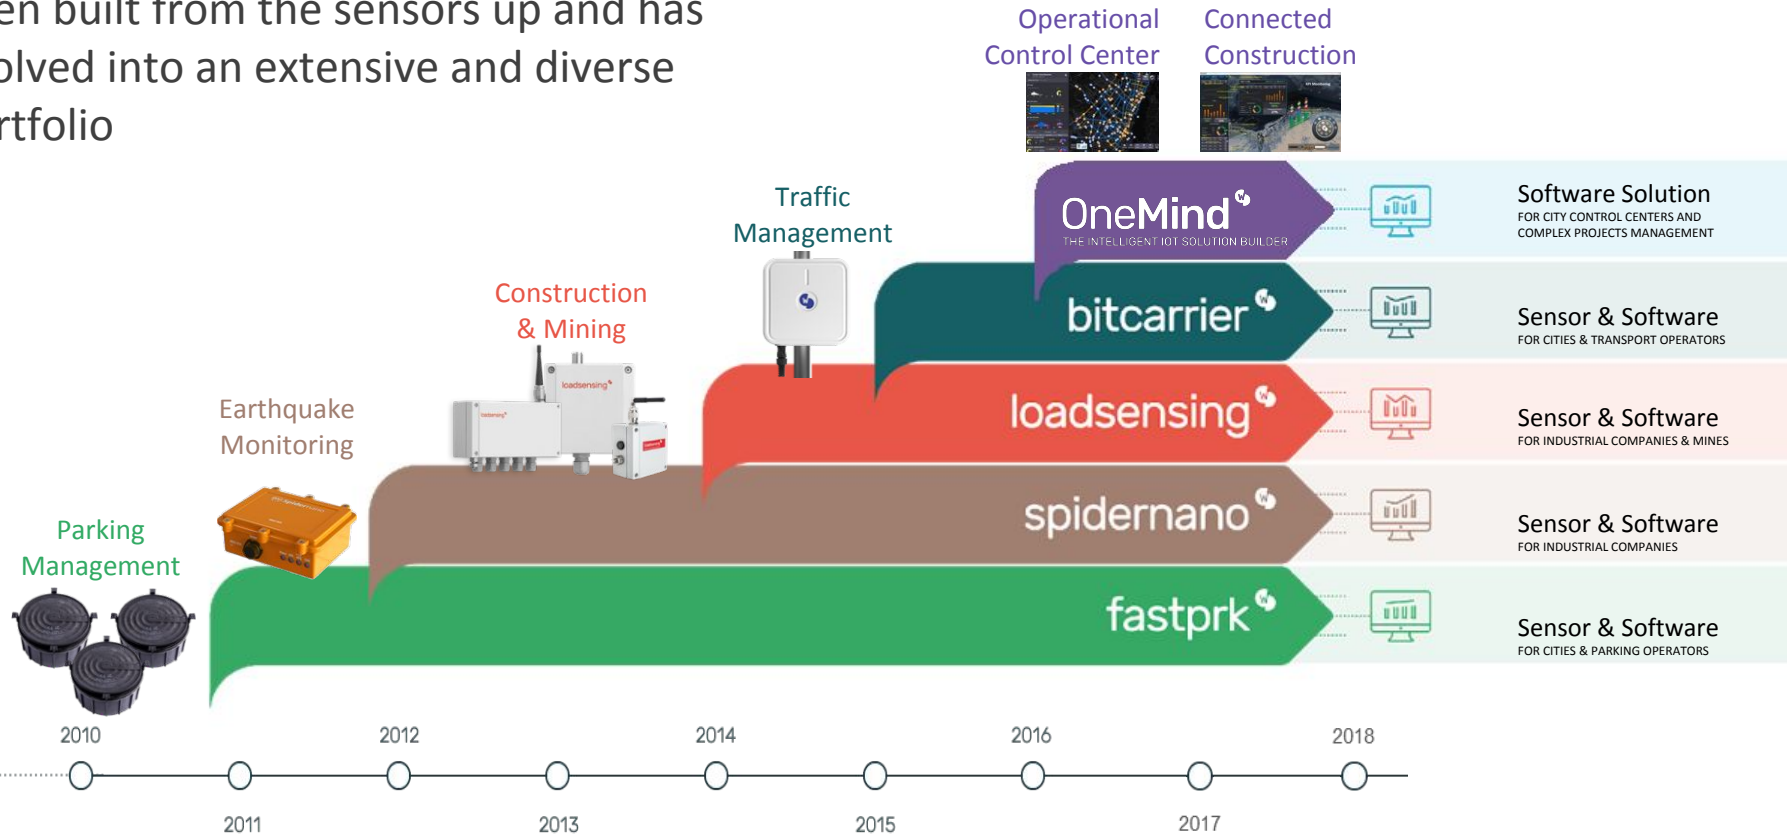 en built from the sensors up and has
olved into an extensive and diverse
rtfolio
Operational
Control Center
Connected
Construction
Traffic
Management
OneMind
THE INTELLIGENT IOT SOLUTION BUILDER
Software Solution
FOR CITY CONTROL CENTERS AND
COMPLEX PROJECTS MANAGEMENT
Construction
& Mining
bitcarrier
Sensor & Software
FOR CITIES & TRANSPORT OPERATORS
loadsensing
Earthquake
Monitoring
loadsensing
Sensor & Software
FOR INDUSTRIAL COMPANIES & MINES
Parking
Management
spidernano
Sensor & Software
FOR INDUSTRIAL COMPANIES
fastprk
Sensor & Software
FOR CITIES & PARKING OPERATORS
2010
2012
2014
2016
2018
2011
2013
2015
2017